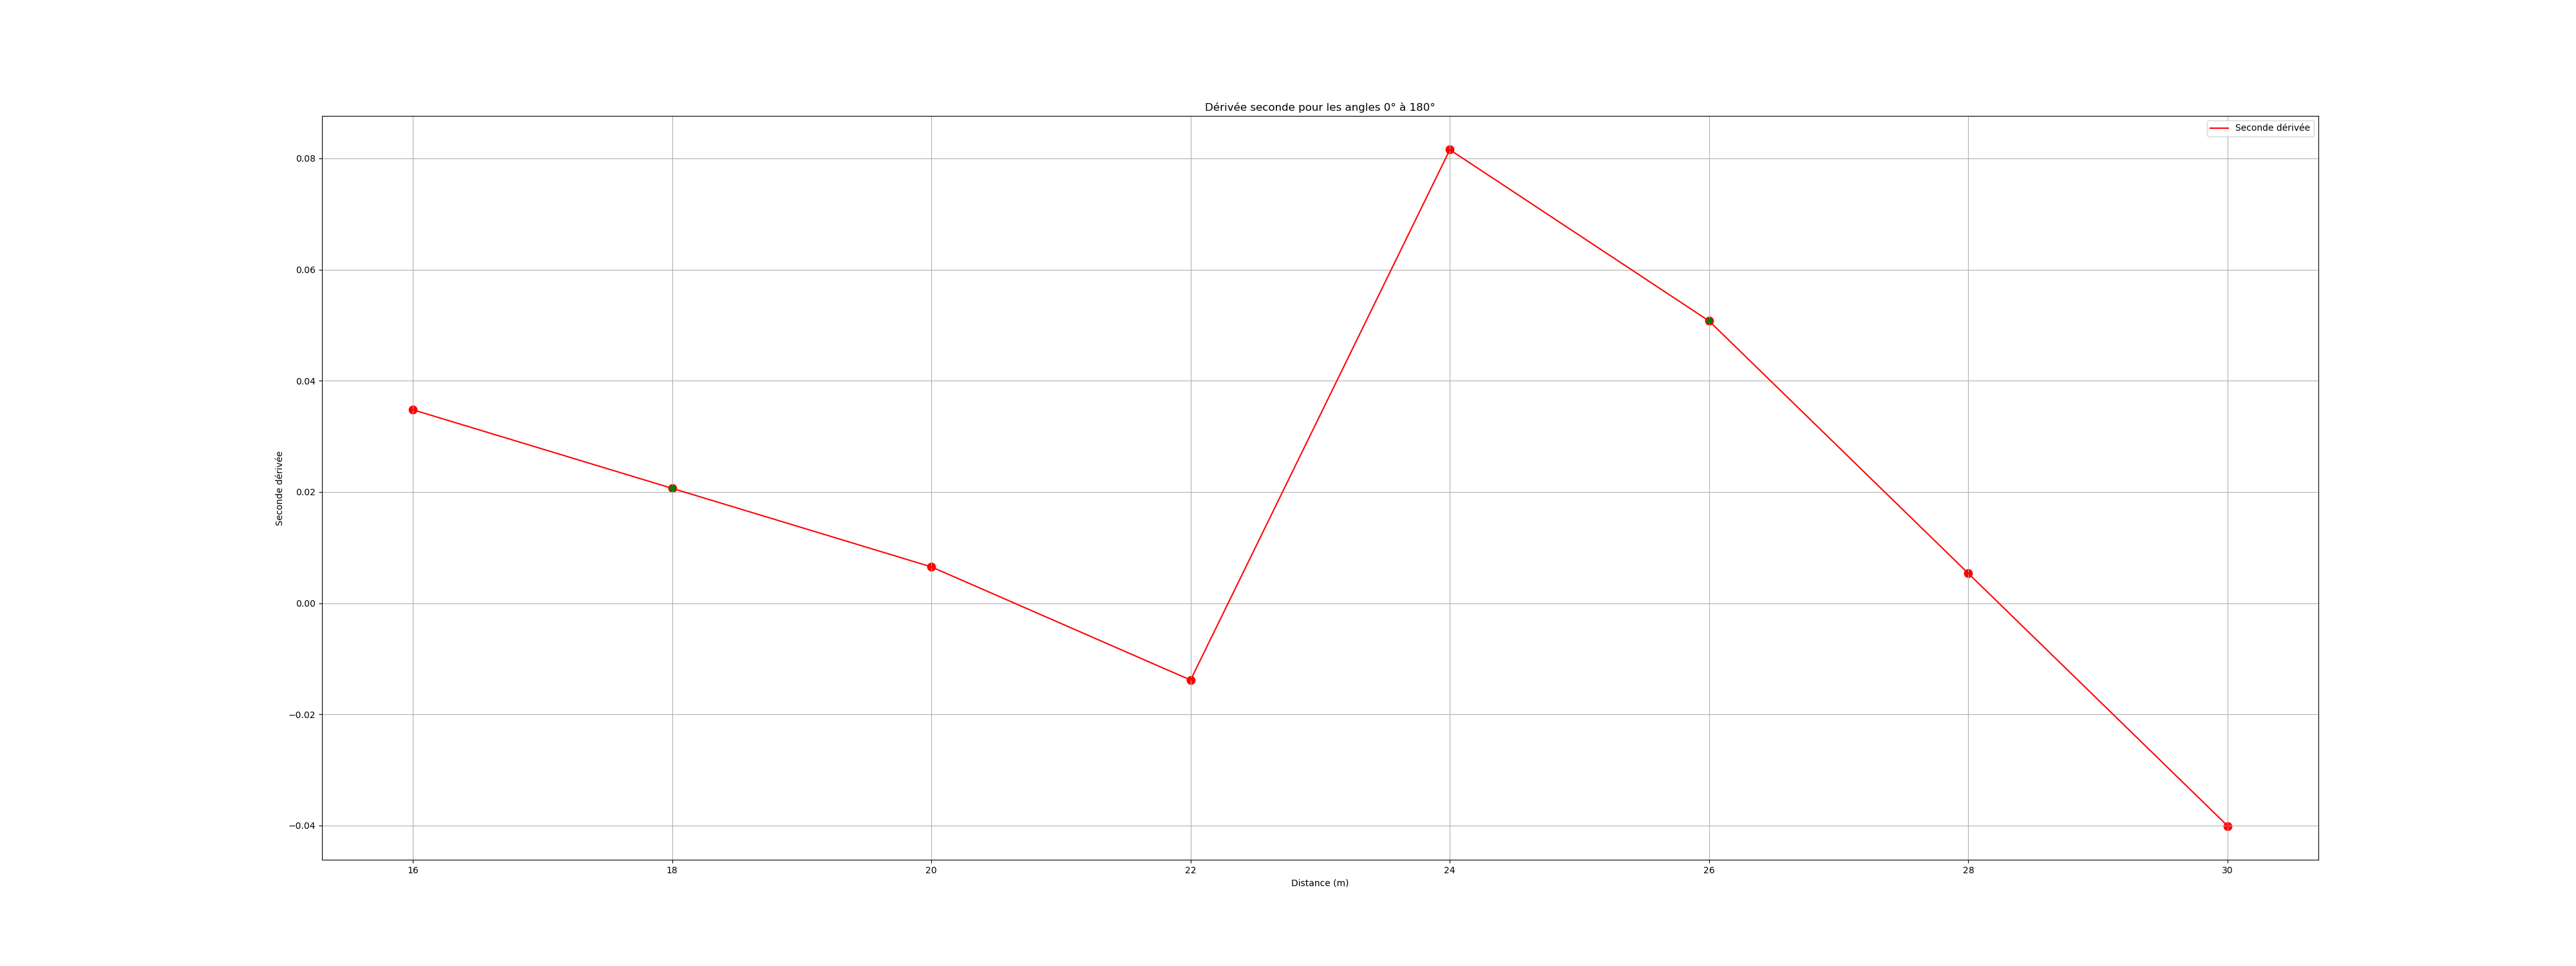 Dérivée seconde pour les angles 0° à 180°
Seconde dérivée
0.08
0.06
0.04
0.02
0.00
−0.02
−0.04
Seconde dérivée
16 18 20 22 24 26 28 30
Distance (m)